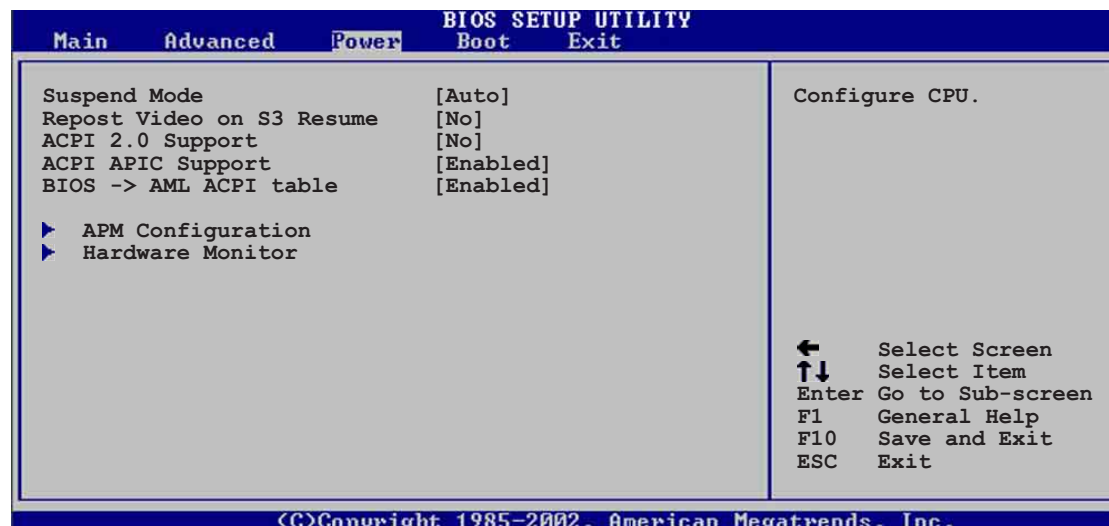 BIOS SETUP UTILITY
Main Advanced Power Boot Exit
Suspend Mode [Auto]
Repost Video on S3 Resume [No]
ACPI 2.0 Support [No]
ACPI APIC Support [Enabled]
BIOS -> AML ACPI table [Enabled]
APM Configuration
Hardware Monitor
Configure CPU.
← Select Screen
↑↓ Select Item
Enter Go to Sub-screen
F1 General Help
F10 Save and Exit
ESC Exit
(C)Copyright 1985-2002, American Megatrends, Inc.